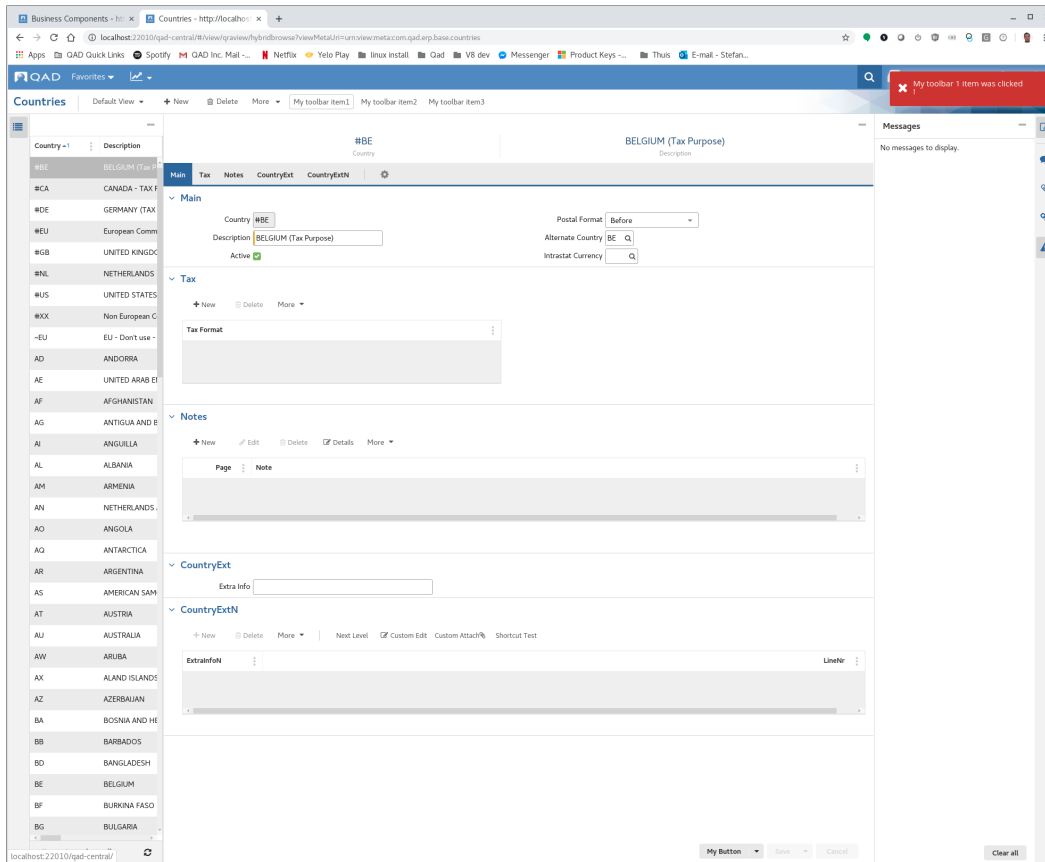 Business Components - htt
Countries - http://localhos
localhost:22010/qad-central/#/view/qraview/hybridbrowse?viewMetaUri=urn:view:meta:com.qad.erp.base.countries
Apps QAD Quick Links Spotify QAD Inc. Mail -... Netflix Yelo Play linux install Qad V8 dev Messenger Product Keys -... Thuis E-mail - Stefan...
QAD Favorites
My toolbar 1 item was clicked
!
Countries Default View + New Delete More My toolbar item1 My toolbar item2 My toolbar item3
Country 1 Description
#BE BELGIUM (Tax P
#CA CANADA - TAX
#DE GERMANY (TAX
#EU European Comm
#GB UNITED KINGDO
#NL NETHERLANDS
#US UNITED STATES
#XX Non European C
~EU EU - Don't use -
AD ANDORRA
AE UNITED ARAB E
AF AFGHANISTAN
AG ANTIGUA AND B
AI ANGUILLA
AL ALBANIA
AM ARMENIA
AN NETHERLANDS
AO ANGOLA
AQ ANTARCTICA
AR ARGENTINA
AS AMERICAN SAM
AT AUSTRIA
AU AUSTRALIA
AW ARUBA
AX ALAND ISLANDS
AZ AZERBAIJAN
BA BOSNIA AND HE
BB BARBADOS
BD BANGLADESH
BE BELGIUM
BF BURKINA FASO
BG BULGARIA
localhost:22010/qad-central/
#BE
Country
BELGIUM (Tax Purpose)
Description
Main Tax Notes CountryExt CountryExtN
Main
Country #BE
Postal Format Before
Description BELGIUM (Tax Purpose)
Alternate Country BE
Active
Intrastat Currency
Tax
+ New Delete More
Tax Format
Notes
+ New Edit Delete Details More
Page Note
CountryExt
Extra Info
CountryExtN
+ New Delete More Next Level Custom Edit Custom Attach Shortcut Test
ExtraInfoN LineNr
My Button Save Cancel
Messages
No messages to display.
Clear all